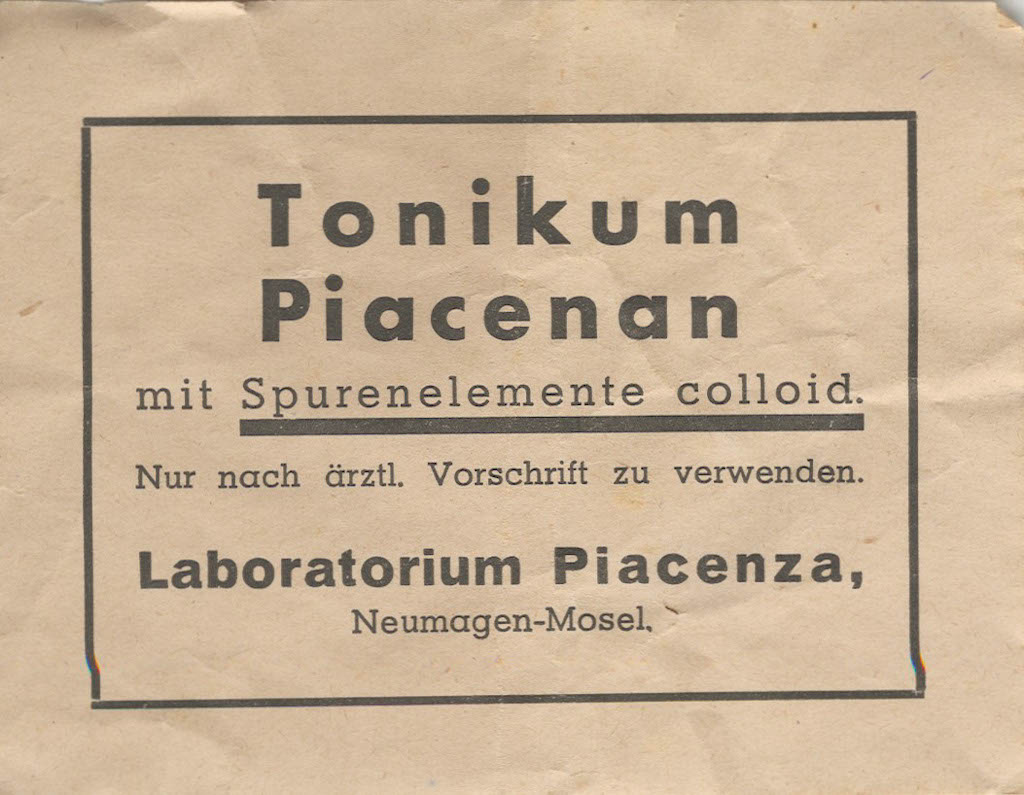 Tonikum
Piacenan
mit Spurenelemente colloid.
Nur nach ärztl. Vorschrift zu verwenden.
Laboratorium Piacenza,
Neumagen-Mosel.